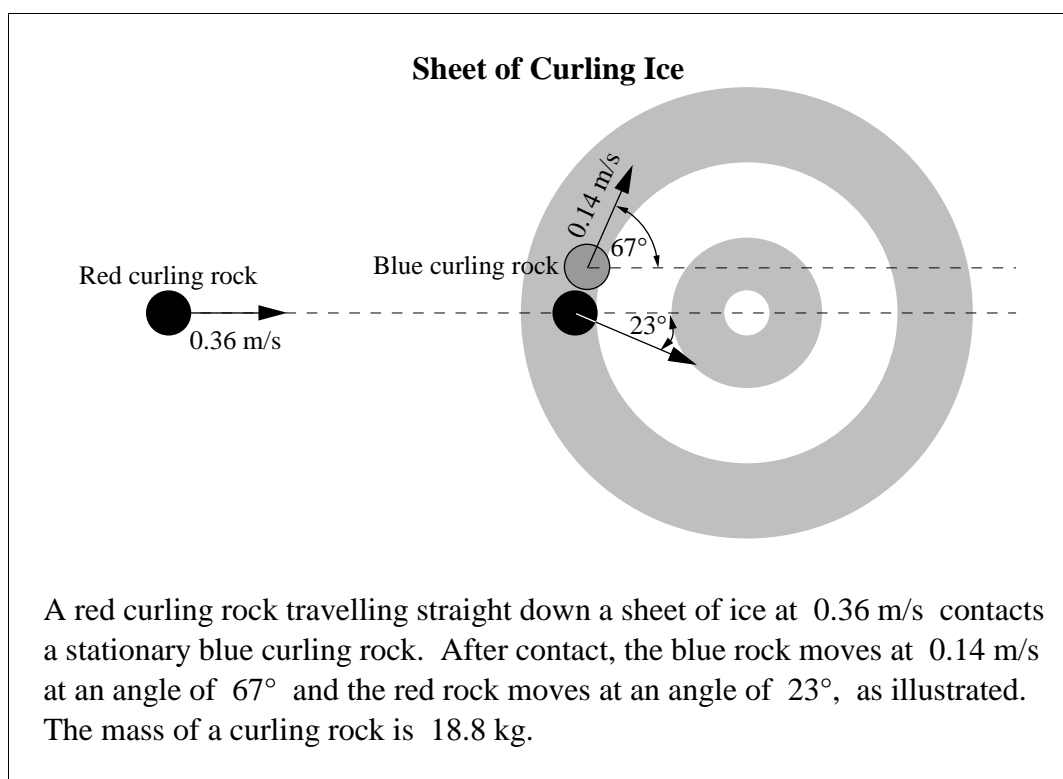 Sheet of Curling Ice
0.14 m/s
67°
Blue curling rock
Red curling rock
0.36 m/s
23°
A red curling rock travelling straight down a sheet of ice at 0.36 m/s contacts
a stationary blue curling rock. After contact, the blue rock moves at 0.14 m/s
at an angle of 67° and the red rock moves at an angle of 23°, as illustrated.
The mass of a curling rock is 18.8 kg.